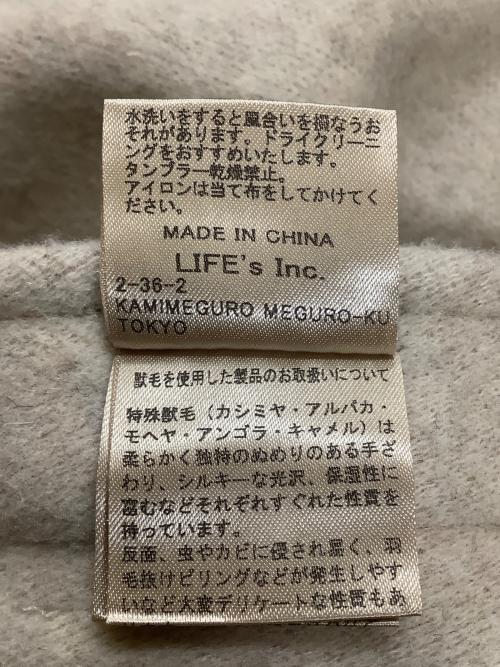 水洗いをすると風合いを損なうお
それがあります。ドライクリーニ
ングをおすすめいたします。
タンブラー乾燥禁止。
アイロンは当て布をしてかけてく
ださい。
MADE IN CHINA
LIFE's Inc.
2-36-2
KAMIMEGURO MEGURO-KU
TOKYO
獣毛を使用した製品のお取扱いについて
特殊獣毛（カシミヤ・アルパカ・
モヘヤ・アンゴラ・キャメル）は
柔らかく独特のぬめりのある手ざ
わり、シルキーな光沢、保湿性に
富むなどそれぞれすぐれた性質を
持っています。
反面、虫やカビに侵され易く、羽
毛抜けピリングなどが発生しやす
いなど大変デリケートな性質もあ